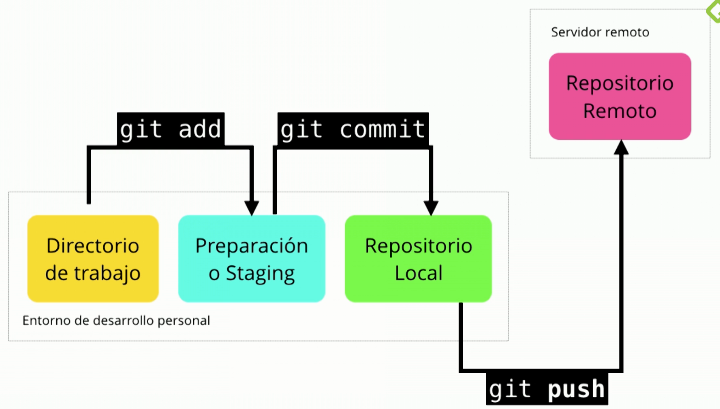 Servidor remoto
Repositorio
Remoto
git add
git commit
Directorio
de trabajo
Preparación
o Staging
Repositorio
Local
Entorno de desarrollo personal
git push